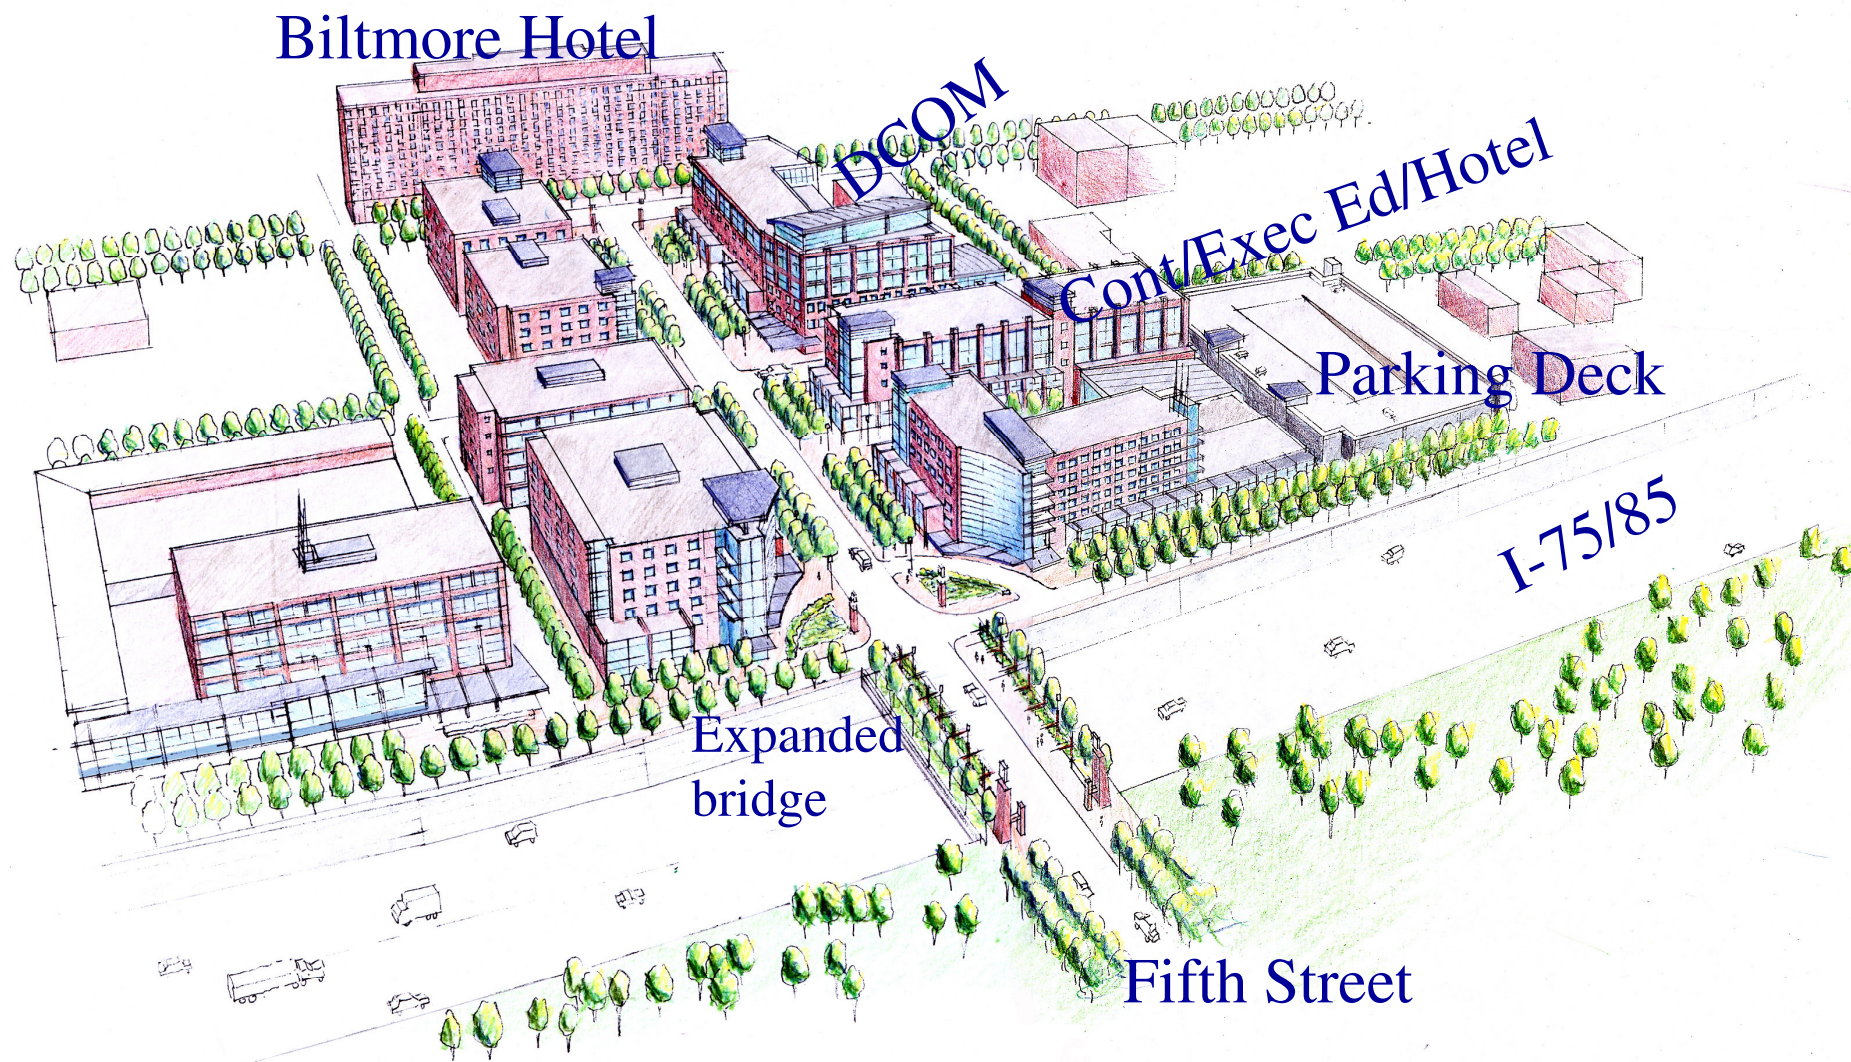 Biltmore Hotel
DCOM
Cont/Exec Ed/Hotel
Parking Deck
I-75/85
Expanded
bridge
Fifth Street